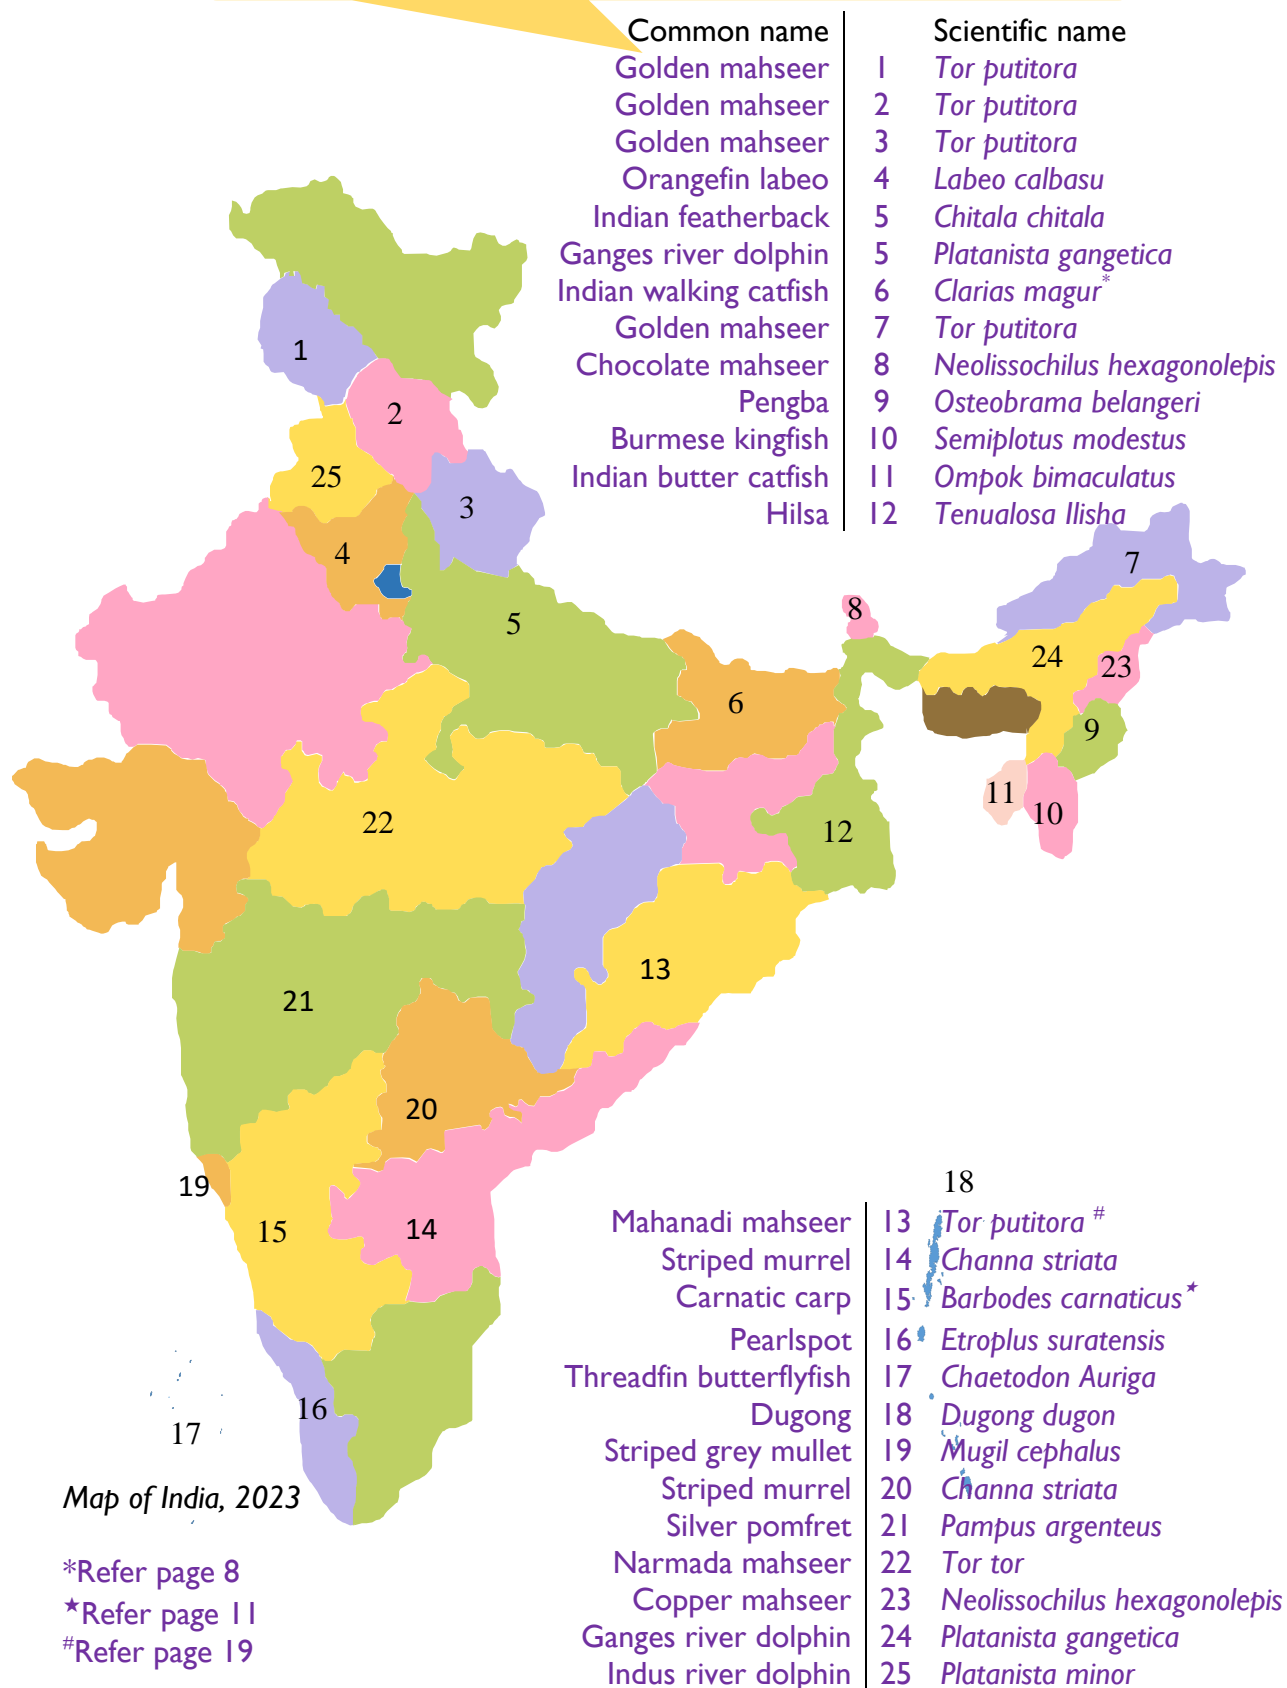 Common name Scientific name
Golden mahseer 1 Tor putitora
Golden mahseer 2 Tor putitora
Golden mahseer 3 Tor putitora
Orangefin labeo 4 Labeo calbasu
Indian featherback 5 Chitala chitala
Ganges river dolphin 5 Platanista gangetica
Indian walking catfish 6 Clarias magur*
Golden mahseer 7 Tor putitora
Chocolate mahseer 8 Neolissochilus hexagonolepis
Pengba 9 Osteobrama belangeri
Burmese kingfish 10 Semiplotus modestus
Indian butter catfish 11 Ompok bimaculatus
Hilsa 12 Tenualosa Ilisha
1
2
25
3
4
7
8
5
24
23
6
9
11
10
22
12
13
21
20
19
15
14
18
16
17
Mahanadi mahseer 13 Tor putitora #
Striped murrel 14 Channa striata
Carnatic carp 15 Barbodes carnaticus★
Pearlspot 16 Etroplus suratensis
Threadfin butterflyfish 17 Chaetodon Auriga
Dugong 18 Dugong dugon
Striped grey mullet 19 Mugil cephalus
Striped murrel 20 Channa striata
Silver pomfret 21 Pampus argenteus
Narmada mahseer 22 Tor tor
Copper mahseer 23 Neolissochilus hexagonolepis
Ganges river dolphin 24 Platanista gangetica
Indus river dolphin 25 Platanista minor
Map of India, 2023
*Refer page 8
★Refer page 11
#Refer page 19